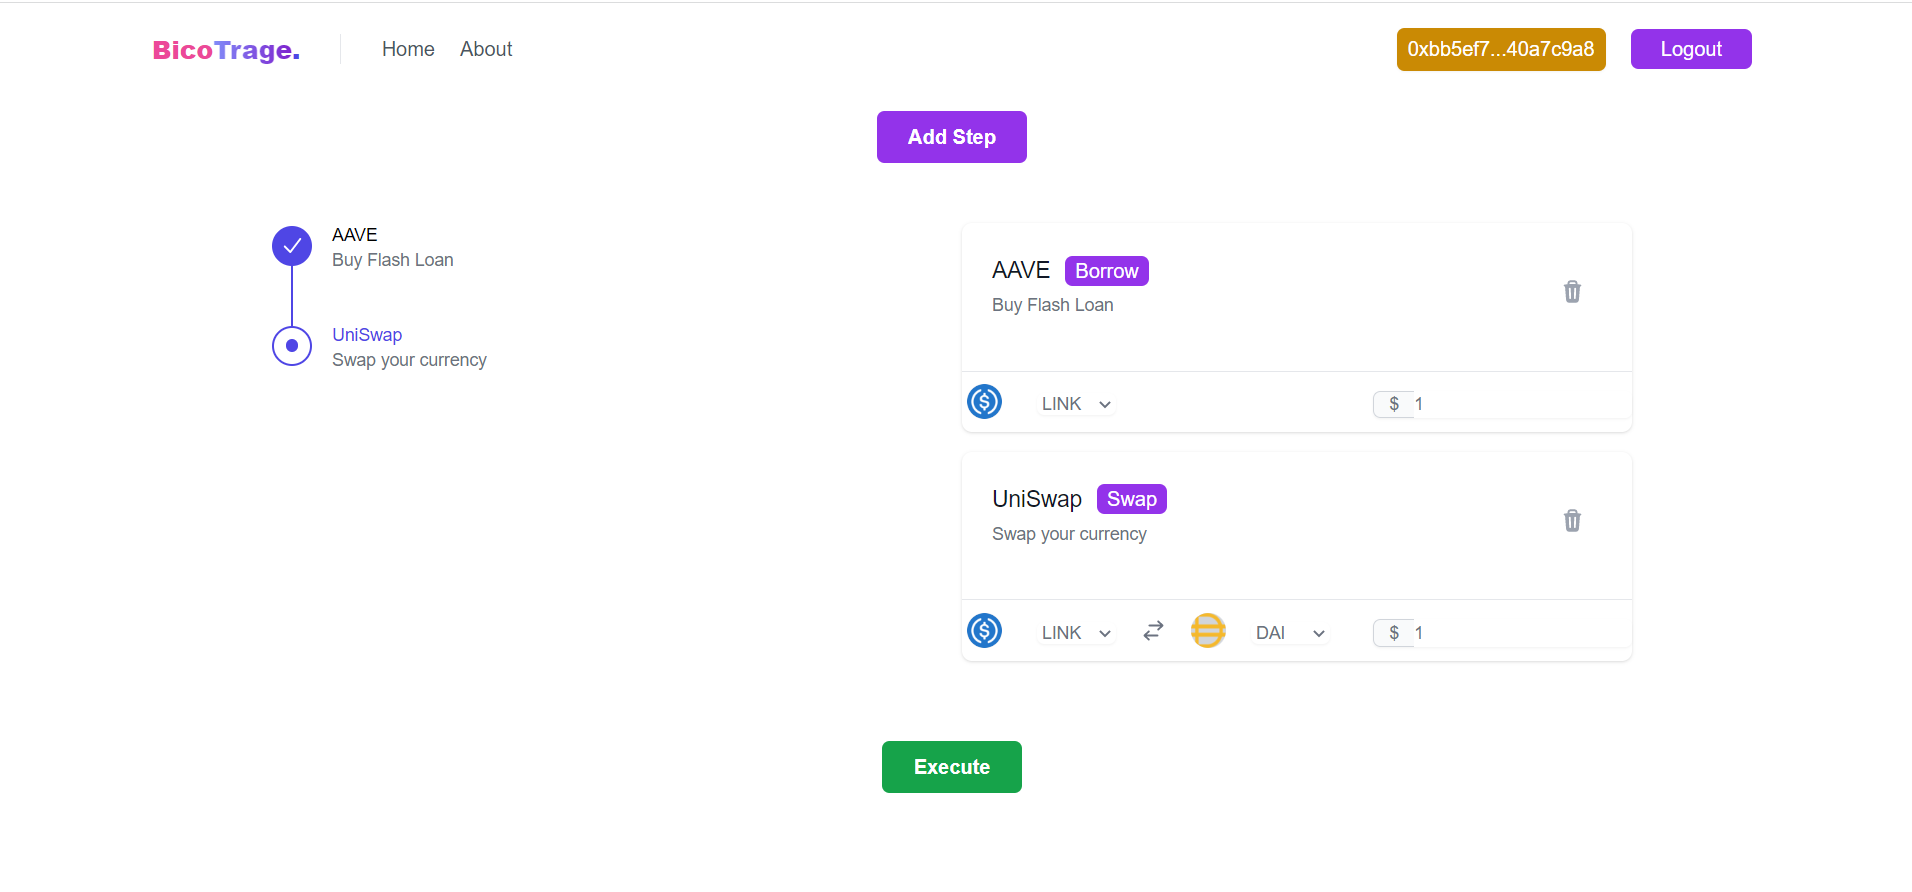 BicoTrage. Home About 0xbb5ef7...40a7c9a8 Logout
Add Step
AAVE
Buy Flash Loan
UniSwap
Swap your currency
AAVE Borrow
Buy Flash Loan
$ LINK $ 1
UniSwap Swap
Swap your currency
$ LINK DAI $ 1
Execute